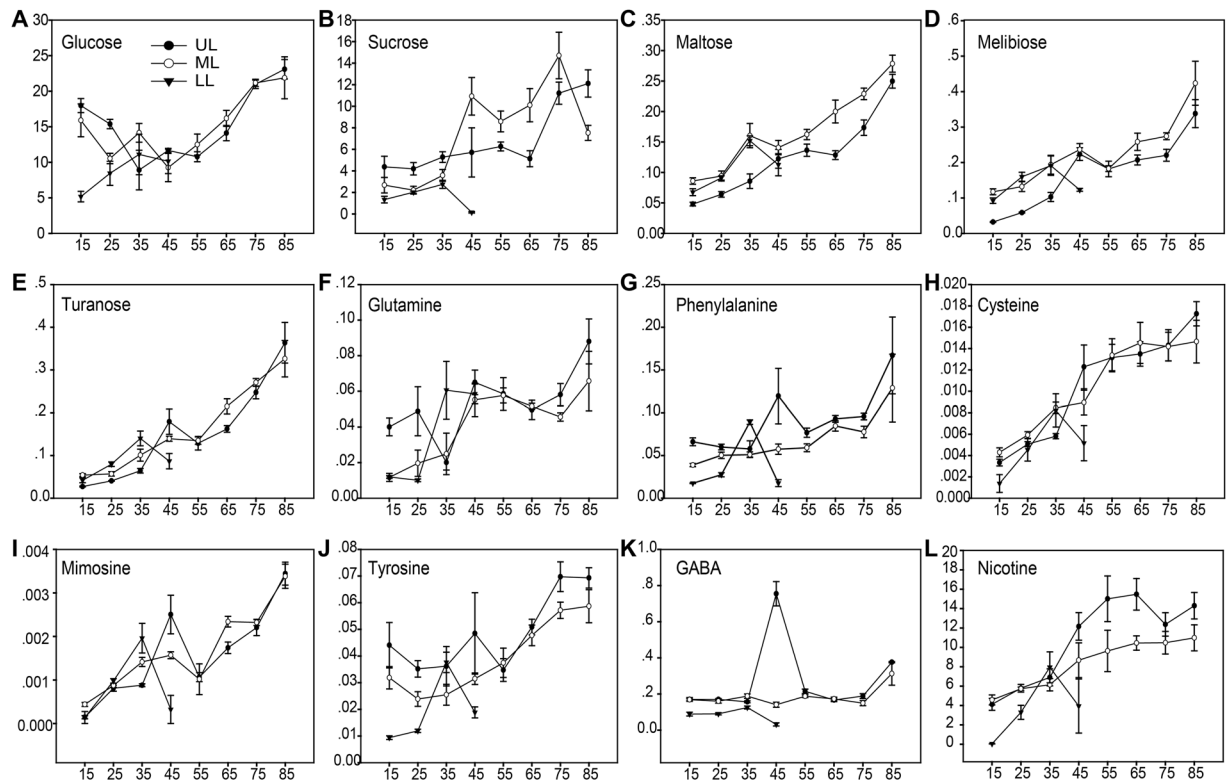 A
Glucose
UL
ML
LL
30
25
20
15
10
5
0
15 25 35 45 55 65 75 85
B
Sucrose
18
16
14
12
10
8
6
4
2
0
15 25 35 45 55 65 75 85
C
Maltose
.35
.30
.25
.20
.15
.10
.05
0.00
15 25 35 45 55 65 75 85
D
Melibiose
.6
.5
.4
.3
.2
.1
.0
15 25 35 45 55 65 75 85
E
Turanose
.5
.4
.3
.2
.1
0.0
15 25 35 45 55 65 75 85
F
Glutamine
.12
.10
.08
.06
.04
.02
0.00
15 25 35 45 55 65 75 85
G
Phenylalanine
.25
.20
.15
.10
.05
0.00
15 25 35 45 55 65 75 85
H
Cysteine
0.020
.018
.016
.014
.012
.010
.008
.006
.004
.002
0.000
15 25 35 45 55 65 75 85
I
Mimosine
.004
.003
.002
.001
0.000
15 25 35 45 55 65 75 85
J
Tyrosine
.08
.07
.06
.05
.04
.03
.02
.01
0.00
15 25 35 45 55 65 75 85
K
GABA
1.0
.8
.6
.4
.2
0.0
15 25 35 45 55 65 75 85
L
Nicotine
20
18
16
14
12
10
8
6
4
2
0
15 25 35 45 55 65 75 85